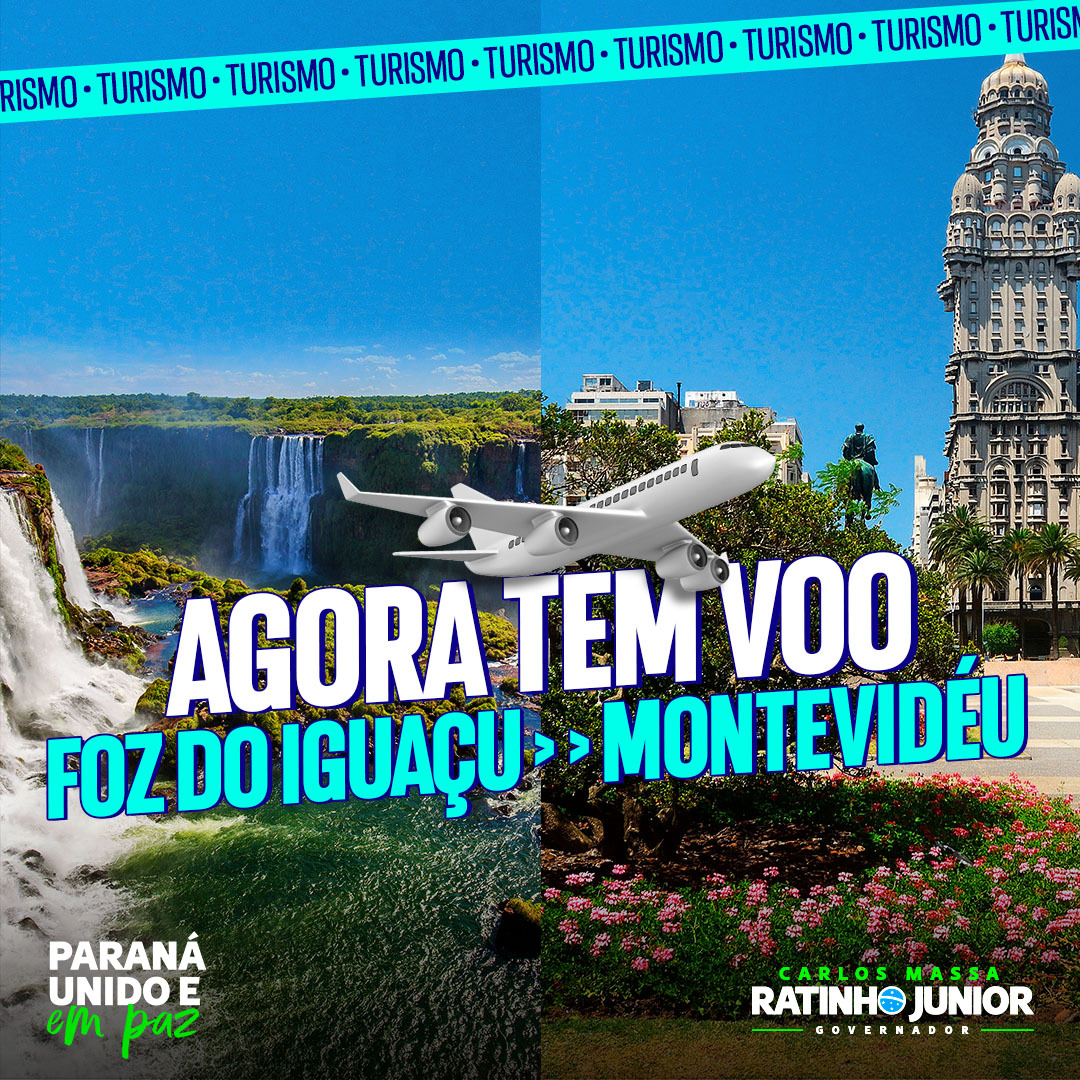 RISMO • TURISMO • TURISMO • TURISMO • TURISMO • TURISMO • TURISMO • TURISMO • TURISM
AGORA TEM VOO
FOZ DO IGUAÇU >> MONTEVIDÉU
PARANÁ
UNIDO E
em paz
CARLOS MASSA
RATINHO JUNIOR
GOVERNADOR